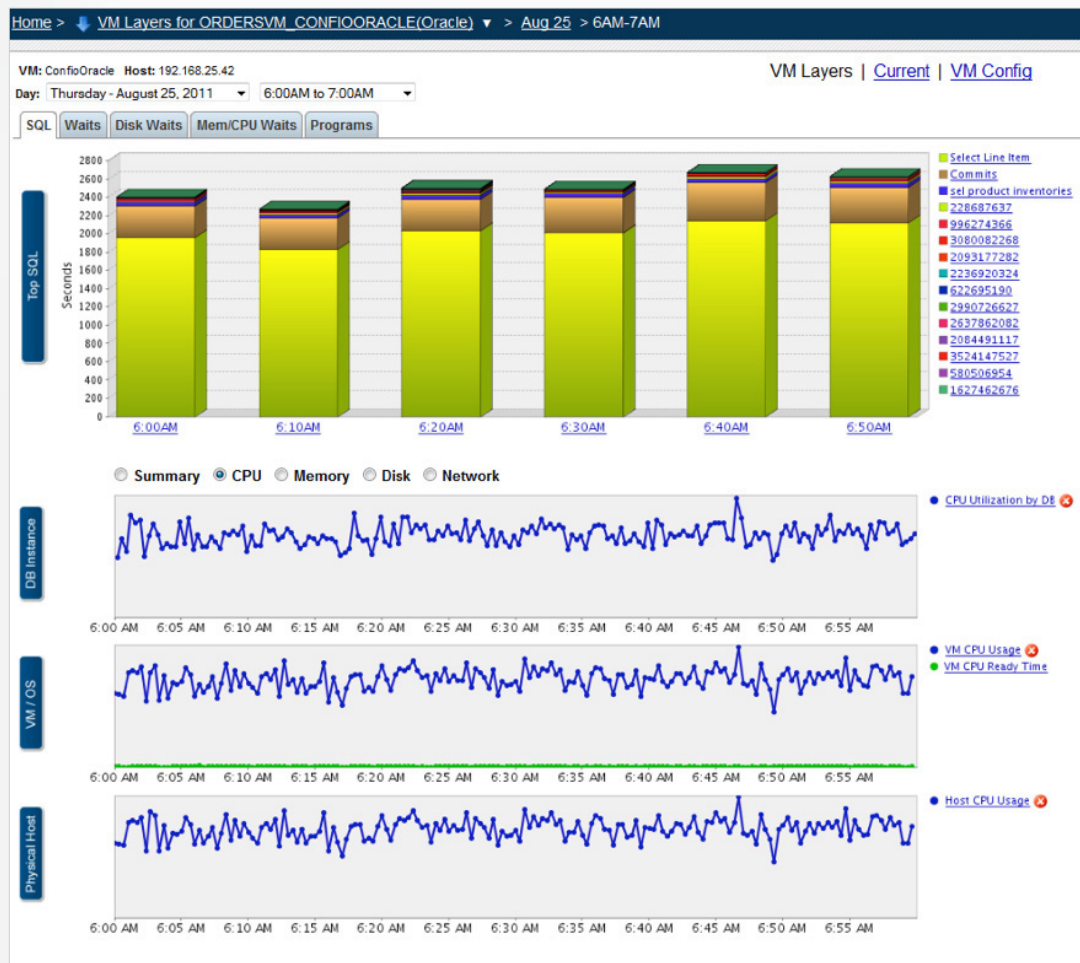 Home > VM Layers for ORDERSVM_CONFIOORACLE(Oracle) ▼ > Aug 25 > 6AM-7AM
VM: ConfioOracle Host: 192.168.25.42
VM Layers | Current | VM Config
Day: Thursday - August 25, 2011 6:00AM to 7:00AM
SQL Waits Disk Waits Mem/CPU Waits Programs
Top SQL
Seconds
2800
2600
2400
2200
2000
1800
1600
1400
1200
1000
800
600
400
200
0
6:00AM 6:10AM 6:20AM 6:30AM 6:40AM 6:50AM
Select Line Item
Commits
sel product inventories
228687637
996274366
3080082268
2093177282
2236920324
622695190
2990726627
2637862082
2084491117
3524147527
580506954
1627462676
Summary CPU Memory Disk Network
DB Instance
CPU Utilization by DB
6:00 AM 6:05 AM 6:10 AM 6:15 AM 6:20 AM 6:25 AM 6:30 AM 6:35 AM 6:40 AM 6:45 AM 6:50 AM 6:55 AM
VM / OS
VM CPU Usage
VM CPU Ready Time
6:00 AM 6:05 AM 6:10 AM 6:15 AM 6:20 AM 6:25 AM 6:30 AM 6:35 AM 6:40 AM 6:45 AM 6:50 AM 6:55 AM
Physical Host
Host CPU Usage
6:00 AM 6:05 AM 6:10 AM 6:15 AM 6:20 AM 6:25 AM 6:30 AM 6:35 AM 6:40 AM 6:45 AM 6:50 AM 6:55 AM